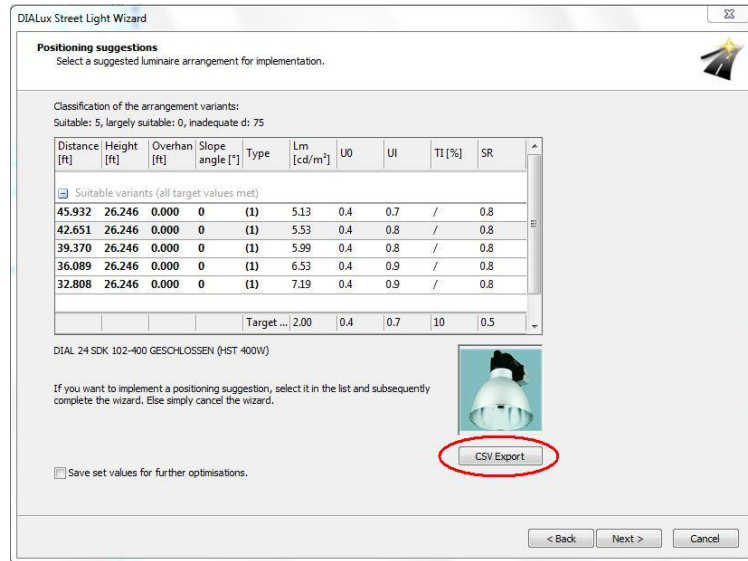 DIALux Street Light Wizard
Positioning suggestions
Select a suggested luminaire arrangement for implementation.
Classification of the arrangement variants:
Suitable: 5, largely suitable: 0, inadequate d: 75
Distance [ft] Height [ft] Overhan [ft] Slope angle [°] Type Lm [cd/m²] U0 UI TI [%] SR
Suitable variants (all target values met)
45.932 26.246 0.000 0 (1) 5.13 0.4 0.7 / 0.8
42.651 26.246 0.000 0 (1) 5.53 0.4 0.8 / 0.8
39.370 26.246 0.000 0 (1) 5.99 0.4 0.8 / 0.8
36.089 26.246 0.000 0 (1) 6.53 0.4 0.9 / 0.8
32.808 26.246 0.000 0 (1) 7.19 0.4 0.9 / 0.8
Target ... 2.00 0.4 0.7 10 0.5
DIAL 24 SDK 102-400 GESCHLOSSEN (HST 400W)
If you want to implement a positioning suggestion, select it in the list and subsequently
complete the wizard. Else simply cancel the wizard.
CSV Export
Save set values for further optimisations.
< Back Next > Cancel